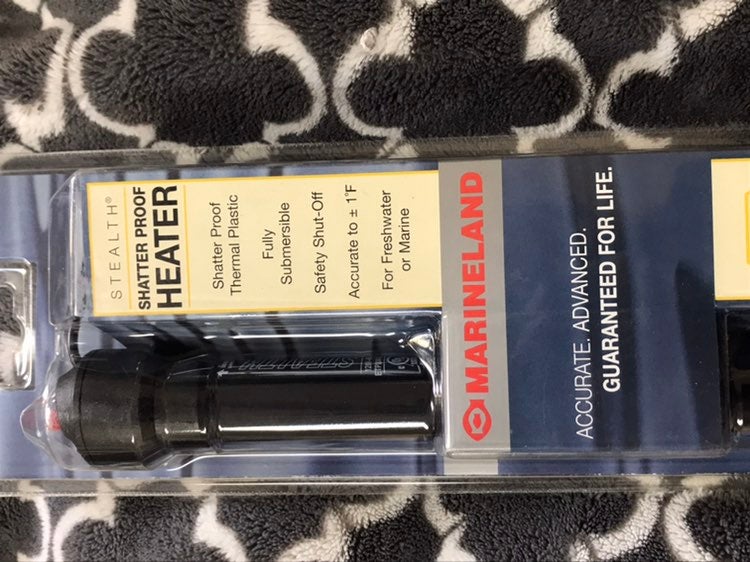 STEALTH®
SHATTER PROOF
HEATER
Shatter Proof
Thermal Plastic
Fully
Submersible
Safety Shut-Off
Accurate to ± 1°F
For Freshwater
or Marine
MARINELAND
ACCURATE. ADVANCED.
GUARANTEED FOR LIFE.
STEALTH